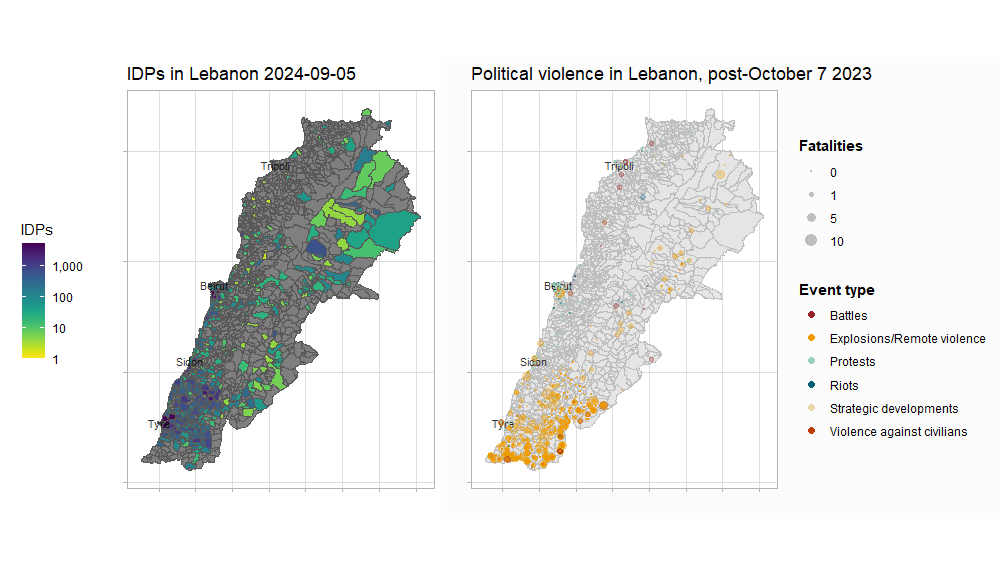 IDPs in Lebanon 2024-09-05
Tripoli
Beirut
Sidon
Tyre
IDPs
1,000
100
10
1
Political violence in Lebanon, post-October 7 2023
Tripoli
Beirut
Sidon
Tyre
Fatalities
0
1
5
10
Event type
Battles
Explosions/Remote violence
Protests
Riots
Strategic developments
Violence against civilians